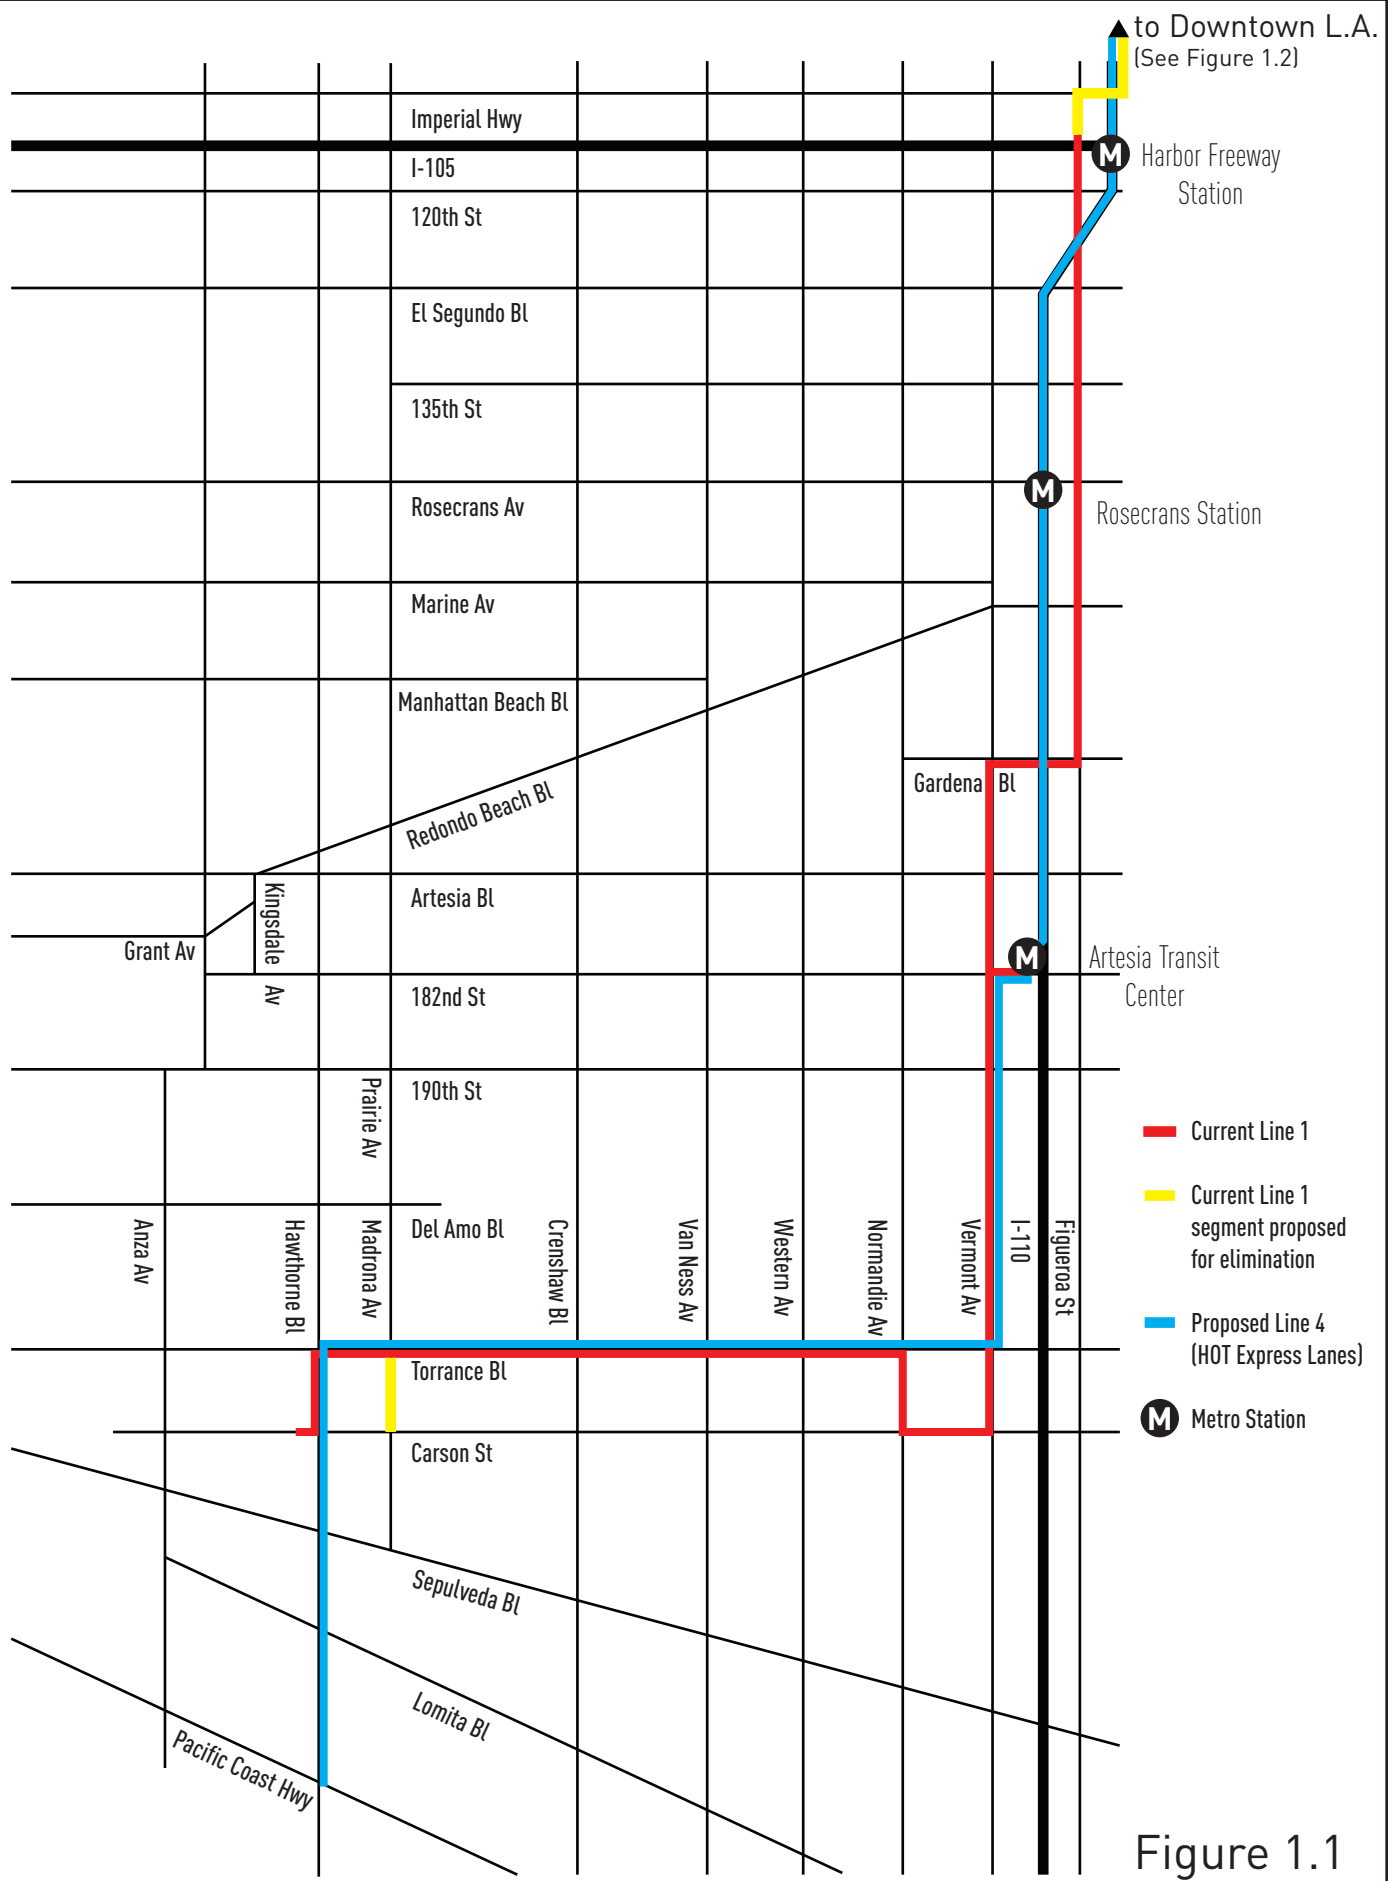 to Downtown L.A.
(See Figure 1.2)
Imperial Hwy
M
Harbor Freeway
Station
I-105
120th St
El Segundo Bl
135th St
M
Rosecrans Av
Rosecrans Station
Marine Av
Manhattan Beach Bl
Gardena Bl
Redondo Beach Bl
Kingsdale Av
Artesia Bl
Grant Av
M
Artesia Transit
Center
182nd St
Prairie Av
190th St
Current Line 1
Current Line 1
segment proposed
for elimination
Anza Av
Hawthorne Bl
Madrona Av
Del Amo Bl
Crenshaw Bl
Van Ness Av
Western Av
Normandie Av
Vermont Av
I-110
Figueroa St
Proposed Line 4
(HOT Express Lanes)
Torrance Bl
M
Metro Station
Carson St
Sepulveda Bl
Lomita Bl
Pacific Coast Hwy
Figure 1.1